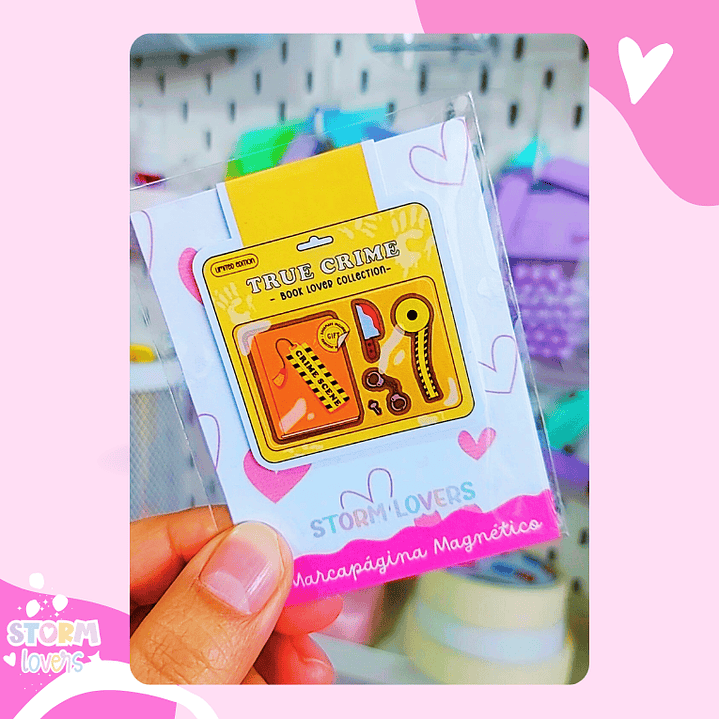 LIMITED EDITION
TRUE CRIME
- BOOK LOVER COLLECTION -
GIFT
CRIME SCENE
STORM LOVERS
Marcapágina Magnético
STORM
lovers